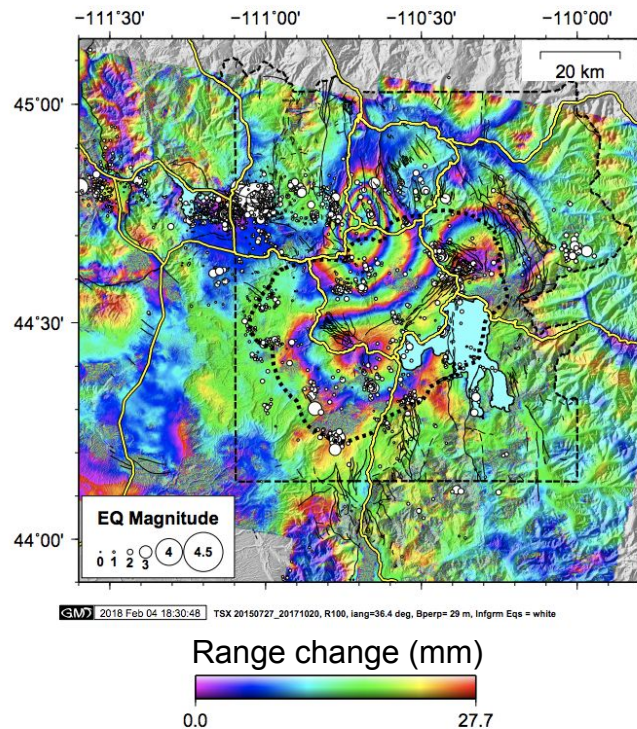 −111°30' −111°00' −110°30' −110°00'
20 km
45°00'
44°30'
44°00'
EQ Magnitude
0 1 2 3 4 4.5
GMT 2018 Feb 04 18:30:48 TSX 20150727_20171020, R100, iang=36.4 deg, Bperp= 29 m, Infgrm Eqs = white
Range change (mm)
0.0 27.7